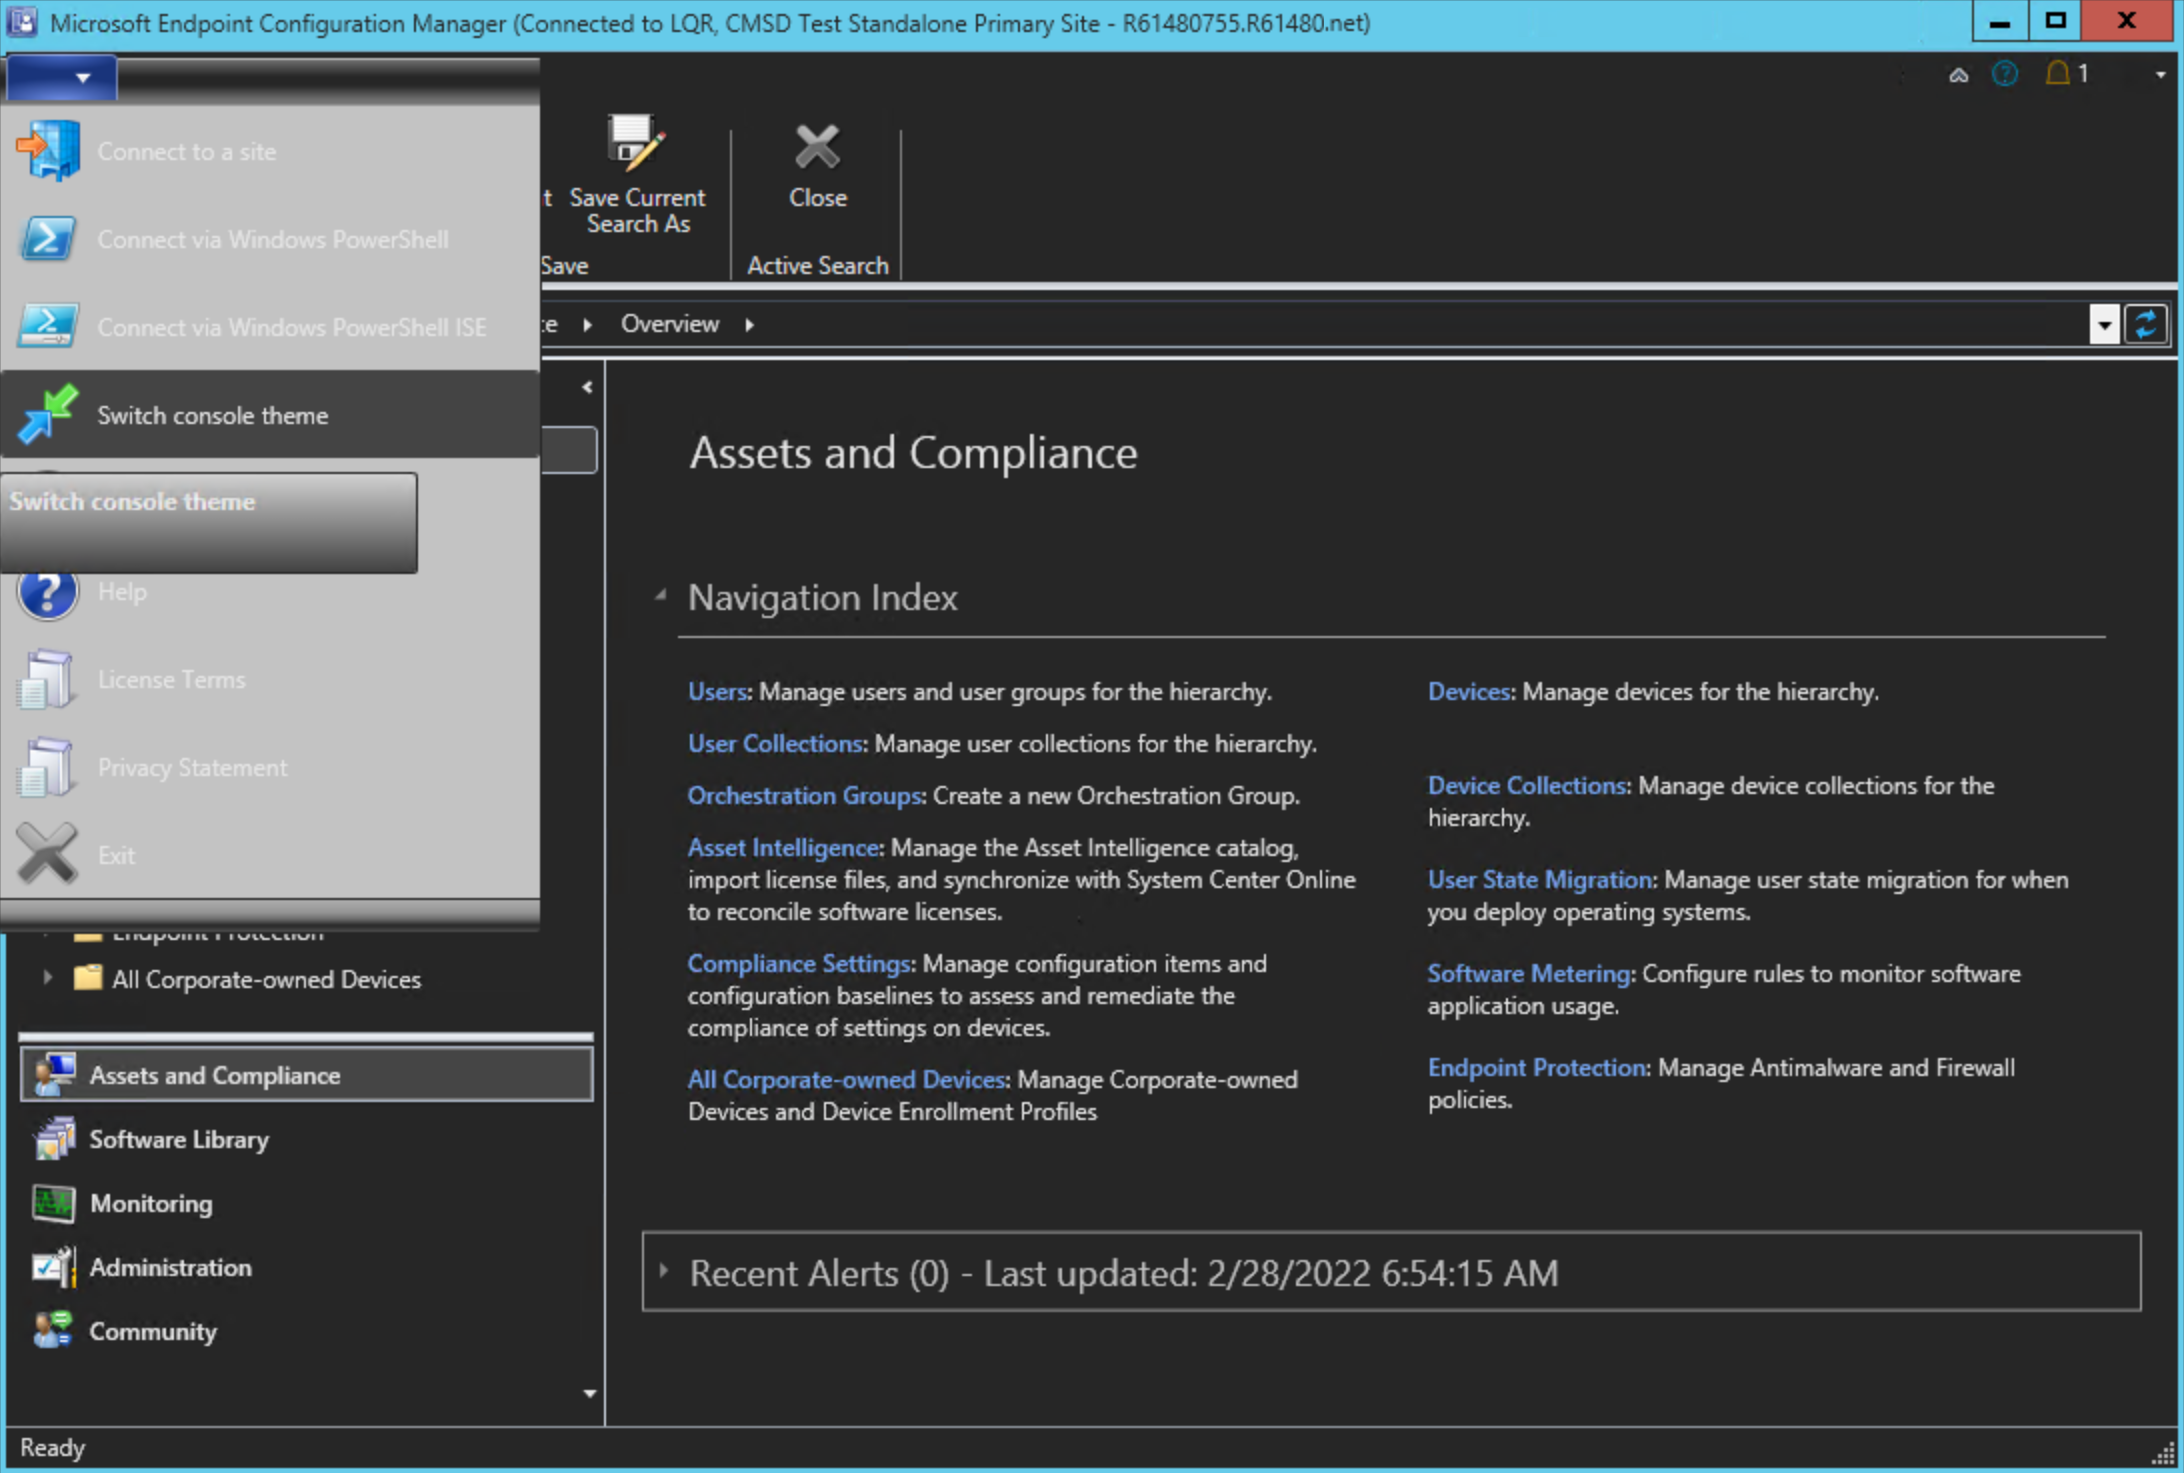 Microsoft Endpoint Configuration Manager (Connected to LQR, CMSD Test Standalone Primary Site - R61480755.R61480.net)
1
Connect to a site
Connect via Windows PowerShell
Connect via Windows PowerShell ISE
Switch console theme
Switch console theme
Help
License Terms
Privacy Statement
Exit
t
Save Current
Search As
Save
Close
Active Search
ce
Overview
Endpoint Protection
All Corporate-owned Devices
Assets and Compliance
Software Library
Monitoring
Administration
Community
Assets and Compliance
Navigation Index
Users: Manage users and user groups for the hierarchy.
User Collections: Manage user collections for the hierarchy.
Orchestration Groups: Create a new Orchestration Group.
Asset Intelligence: Manage the Asset Intelligence catalog,
import license files, and synchronize with System Center Online
to reconcile software licenses.
Compliance Settings: Manage configuration items and
configuration baselines to assess and remediate the
compliance of settings on devices.
All Corporate-owned Devices: Manage Corporate-owned
Devices and Device Enrollment Profiles
Devices: Manage devices for the hierarchy.
Device Collections: Manage device collections for the
hierarchy.
User State Migration: Manage user state migration for when
you deploy operating systems.
Software Metering: Configure rules to monitor software
application usage.
Endpoint Protection: Manage Antimalware and Firewall
policies.
Recent Alerts (0) - Last updated: 2/28/2022 6:54:15 AM
Ready